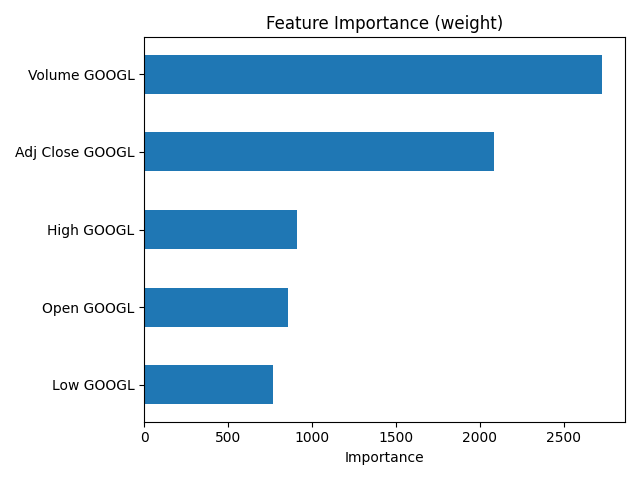 Feature Importance (weight)
Volume GOOGL
Adj Close GOOGL
High GOOGL
Open GOOGL
Low GOOGL
0 500 1000 1500 2000 2500
Importance